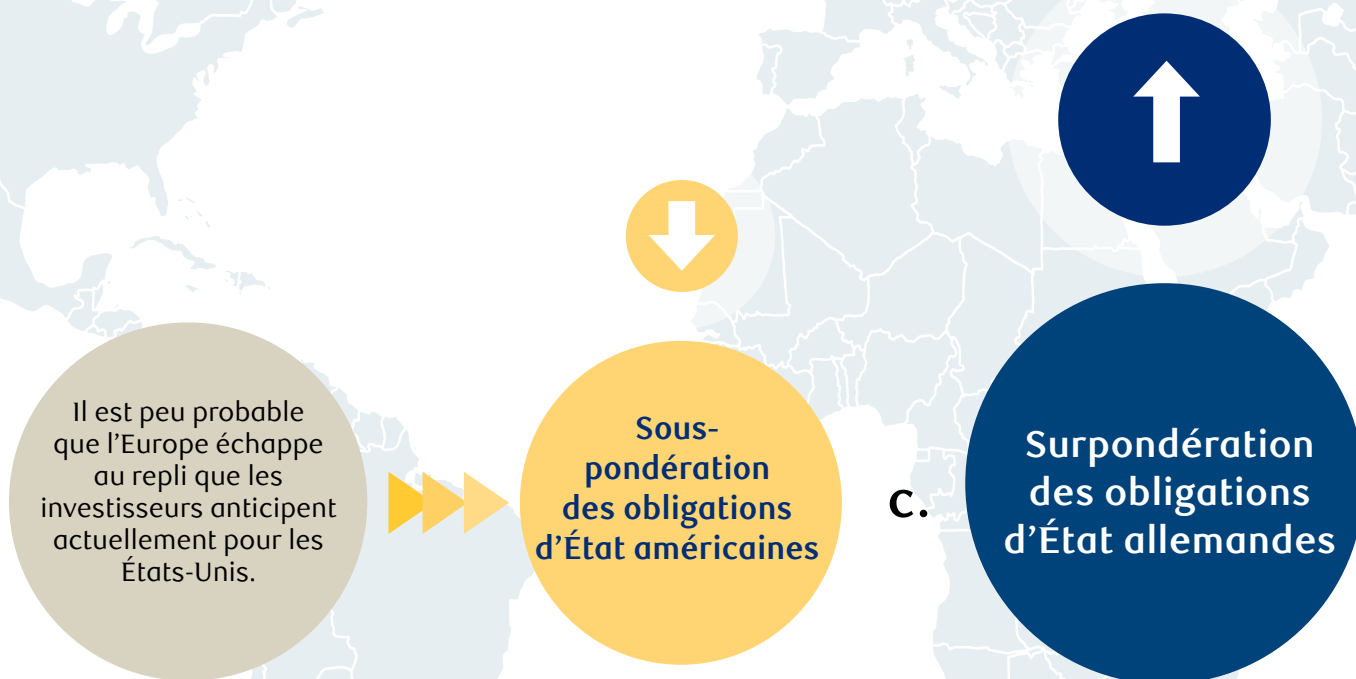 Il est peu probable
que l’Europe échappe
au repli que les
investisseurs anticipent
actuellement pour les
États-Unis.
Sous-
pondération
des obligations
d’État américaines
c.
Surpondération
des obligations
d’État allemandes